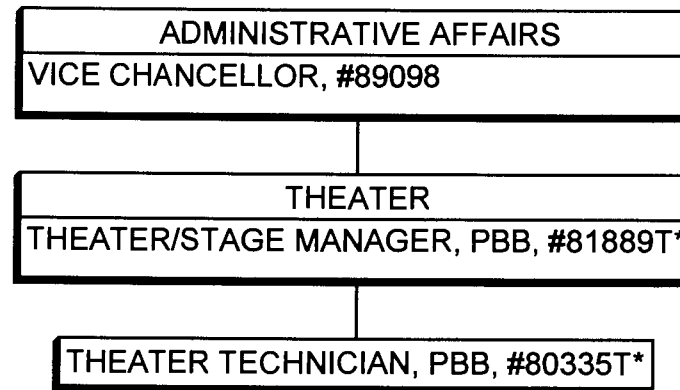 ADMINISTRATIVE AFFAIRS
VICE CHANCELLOR, #89098
THEATER
THEATER/STAGE MANAGER, PBB, #81889T*
THEATER TECHNICIAN, PBB, #80335T*